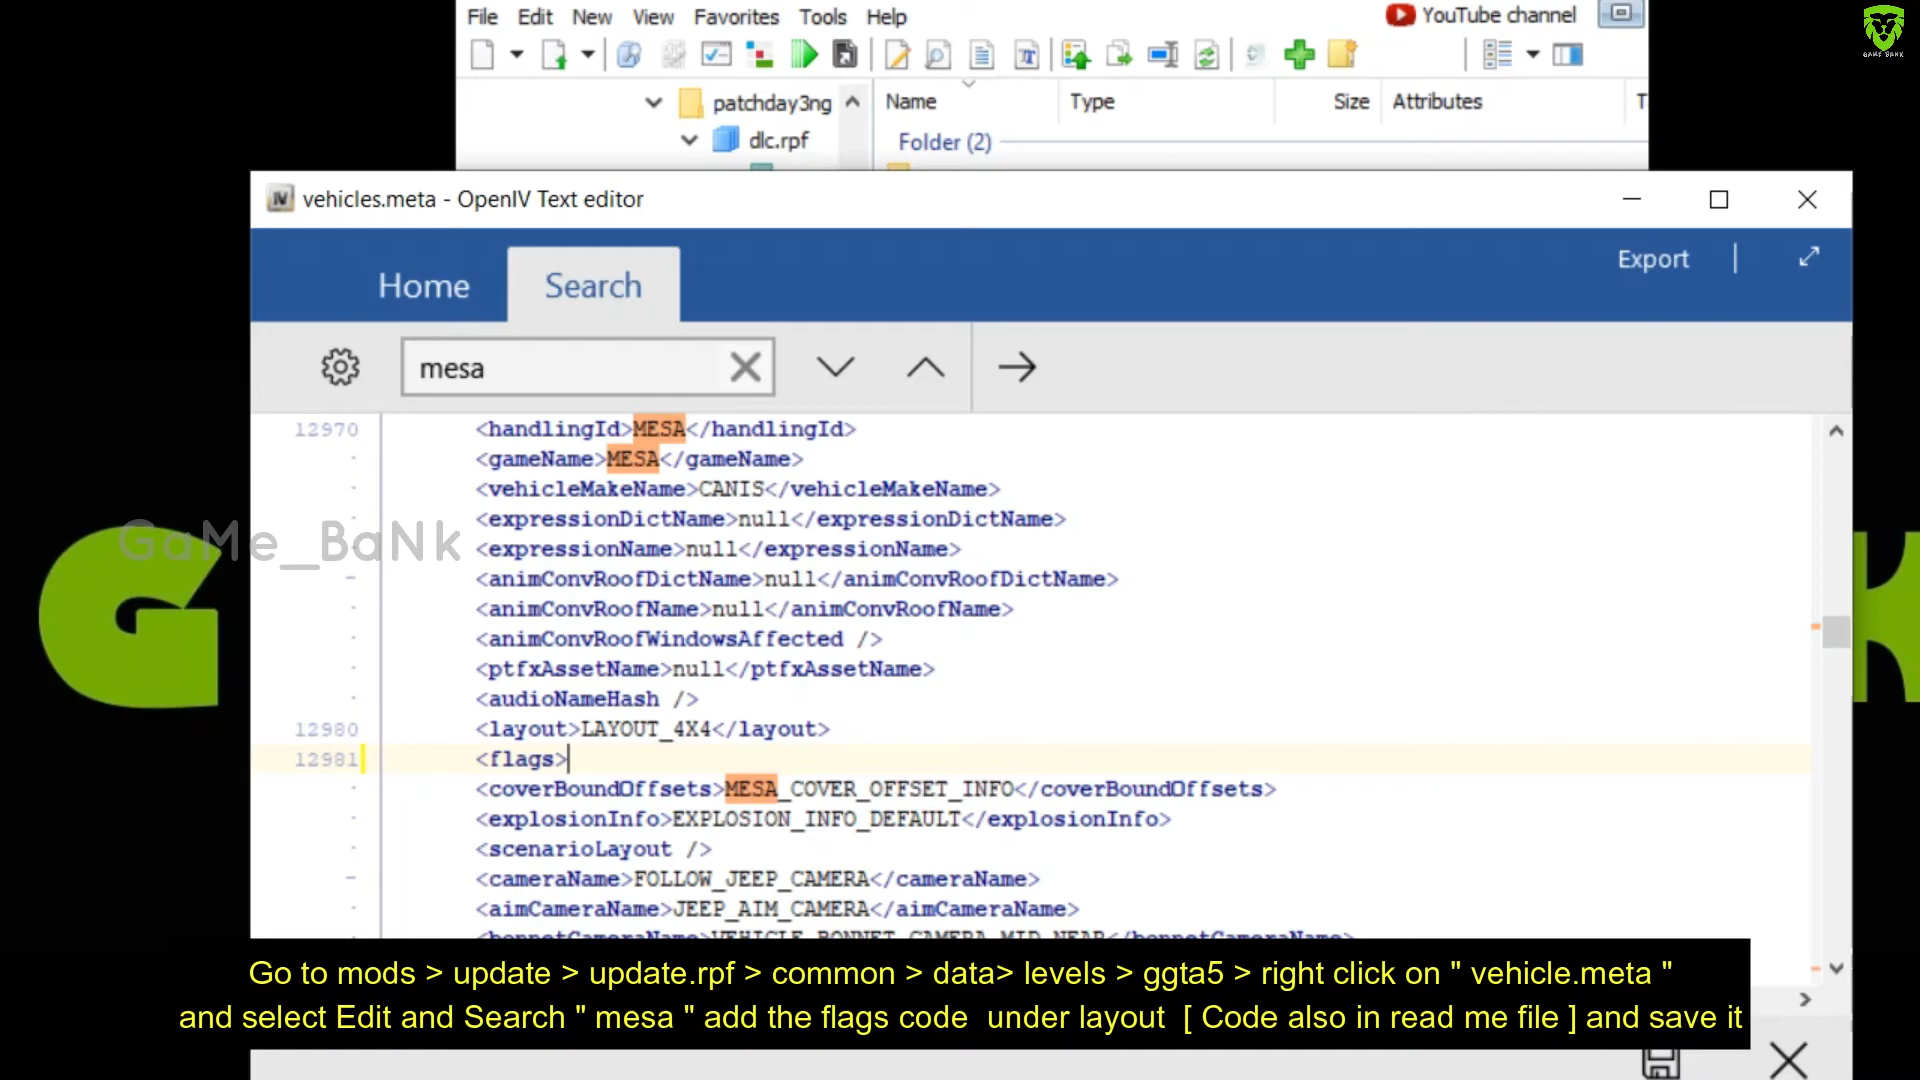 File Edit New View Favorites Tools Help
YouTube channel
GAME BANK
patchday3ng
Name Type Size Attributes T
dlc.rpf
Folder (2)
vehicles.meta - OpenIV Text editor
Home Search
Export
mesa
12970 <handlingId>MESA</handlingId>
<gameName>MESA</gameName>
<vehicleMakeName>CANIS</vehicleMakeName>
<expressionDictName>null</expressionDictName>
GaMe_BaNk
<expressionName>null</expressionName>
<animConvRoofDictName>null</animConvRoofDictName>
<animConvRoofName>null</animConvRoofName>
<animConvRoofWindowsAffected />
<ptfxAssetName>null</ptfxAssetName>
G K
<audioNameHash />
12980 <layout>LAYOUT_4X4</layout>
12981 <flags>
<coverBoundOffsets>MESA_COVER_OFFSET_INFO</coverBoundOffsets>
<explosionInfo>EXPLOSION_INFO_DEFAULT</explosionInfo>
<scenarioLayout />
<cameraName>FOLLOW_JEEP_CAMERA</cameraName>
<aimCameraName>JEEP_AIM_CAMERA</aimCameraName>
<bonnetCameraName>VEHICLE_BONNET_CAMERA_MID_NEAR</bonnetCameraName>
Go to mods > update > update.rpf > common > data> levels > ggta5 > right click on " vehicle.meta "
and select Edit and Search " mesa " add the flags code under layout [ Code also in read me file ] and save it